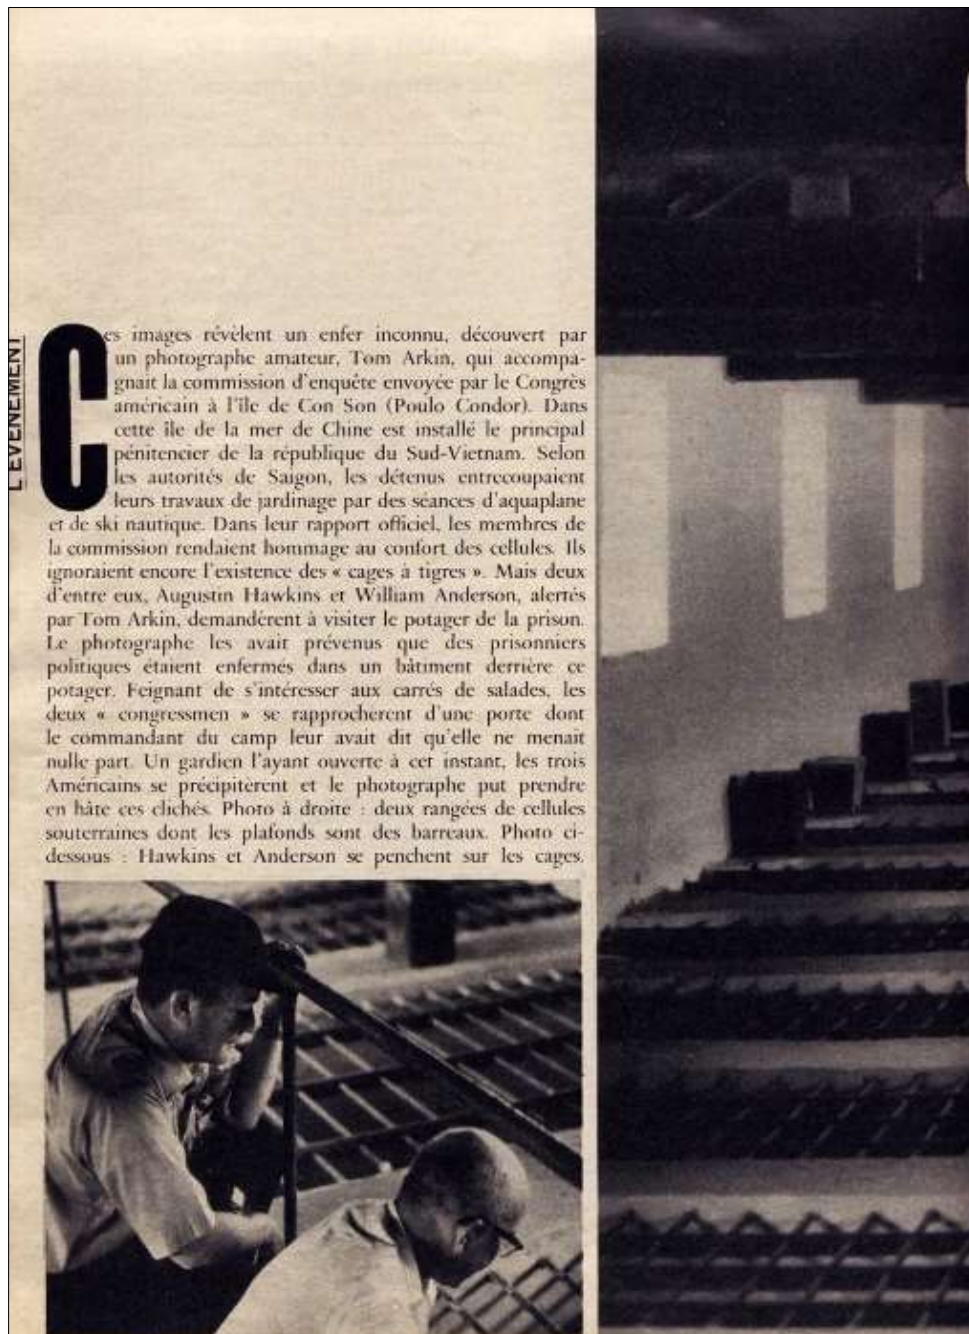 L'ÉVÉNEMENT
Ces images révèlent un enfer inconnu, découvert par
un photographe amateur, Tom Arkin, qui accompa-
gnait la commission d'enquête envoyée par le Congrès
américain à l'île de Con Son (Poulo Condor). Dans
cette île de la mer de Chine est installé le principal
pénitencier de la république du Sud-Vietnam. Selon
les autorités de Saigon, les détenus entrecoupaient
leurs travaux de jardinage par des séances d'aquaplane
et de ski nautique. Dans leur rapport officiel, les membres de
la commission rendaient hommage au confort des cellules. Ils
ignoraient encore l'existence des « cages à tigres ». Mais deux
d'entre eux, Augustin Hawkins et William Anderson, alertés
par Tom Arkin, demandèrent à visiter le potager de la prison.
Le photographe les avait prévenus que des prisonniers
politiques étaient enfermés dans un bâtiment derrière ce
potager. Feignant de s'intéresser aux carrés de salades, les
deux « congressmen » se rapprochèrent d'une porte dont
le commandant du camp leur avait dit qu'elle ne menait
nulle part. Un gardien l'ayant ouverte à cet instant, les trois
Américains se précipitèrent et le photographe put prendre
en hâte ces clichés. Photo à droite : deux rangées de cellules
souterraines dont les plafonds sont des barreaux. Photo ci-
dessous : Hawkins et Anderson se penchent sur les cages.